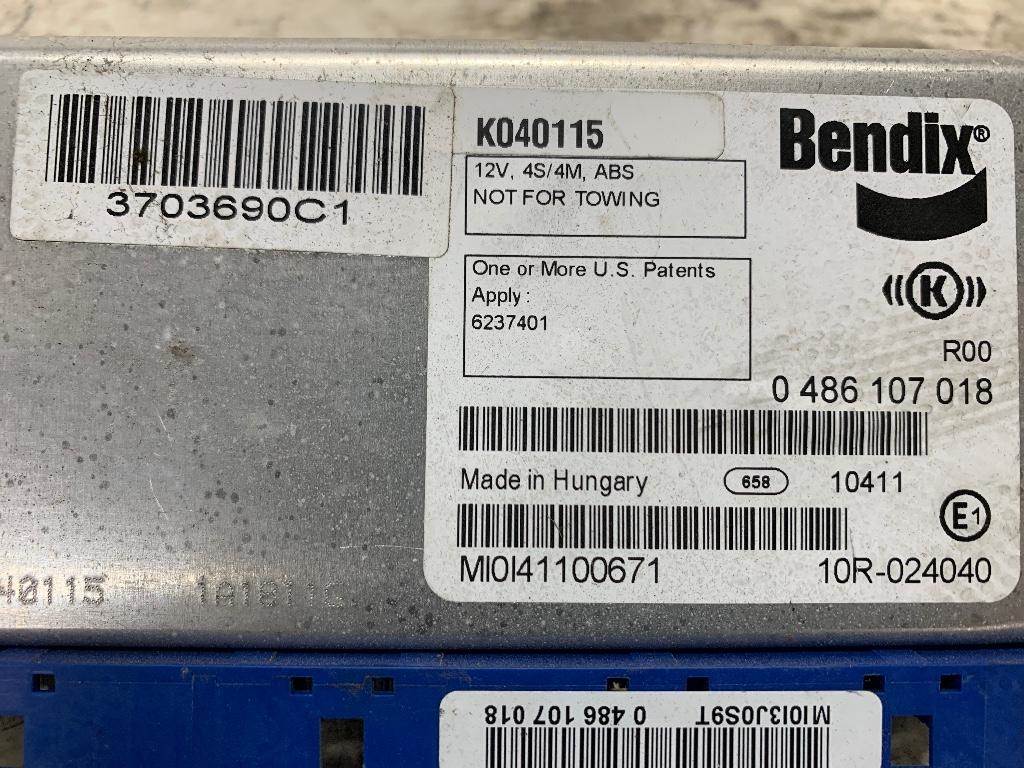 3703690C1
K040115
12V, 4S/4M, ABS
NOT FOR TOWING
Bendix®
One or More U.S. Patents
Apply :
6237401
K
R00
0 486 107 018
Made in Hungary
658
10411
E1
MI0I41100671
10R-024040
40115
MI0I3J0S9T
0 486 107 018